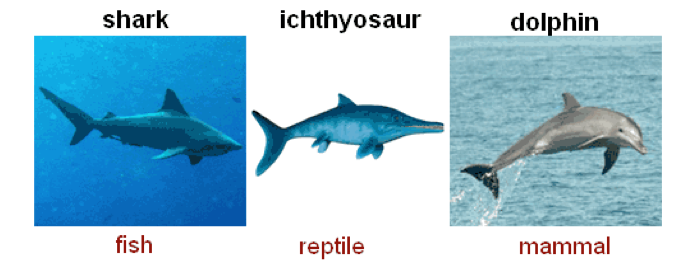 shark ichthyosaur dolphin
fish reptile mammal